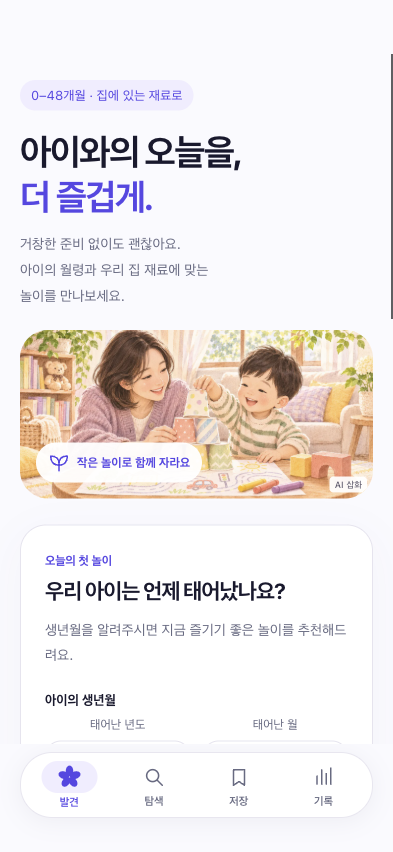 0–48개월 · 집에 있는 재료로
아이와의 오늘을,
더 즐겁게.
거창한 준비 없이도 괜찮아요.
아이의 월령과 우리 집 재료에 맞는
놀이를 만나보세요.
작은 놀이로 함께 자라요
AI 삽화
오늘의 첫 놀이
우리 아이는 언제 태어났나요?
생년월을 알려주시면 지금 즐기기 좋은 놀이를 추천해드
려요.
아이의 생년월
태어난 년도 태어난 월
발견 탐색 저장 기록